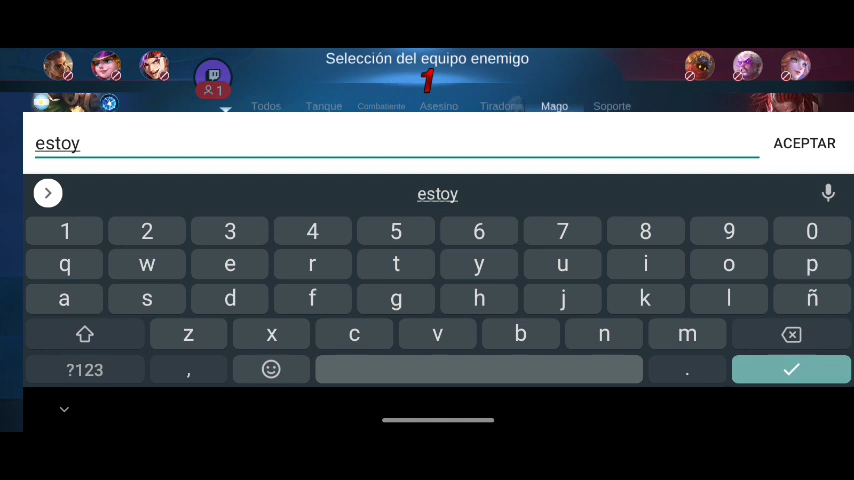 Selección del equipo enemigo
1
1
Todos Tanque Combatiente Asesino Tirador Mago Soporte
estoy ACEPTAR
estoy
1 2 3 4 5 6 7 8 9 0
q w e r t y u i o p
a s d f g h j k l ñ
z x c v b n m
?123 , .